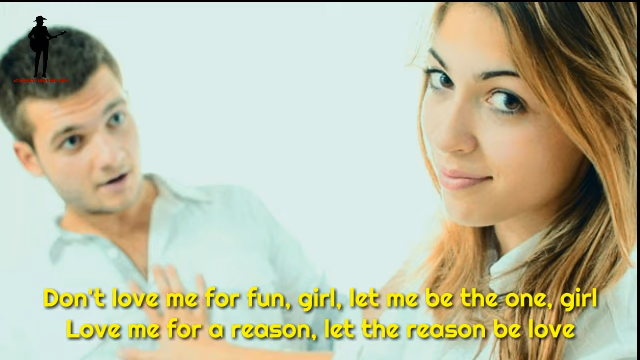 Don't love me for fun, girl, let me be the one, girl
Love me for a reason, let the reason be love